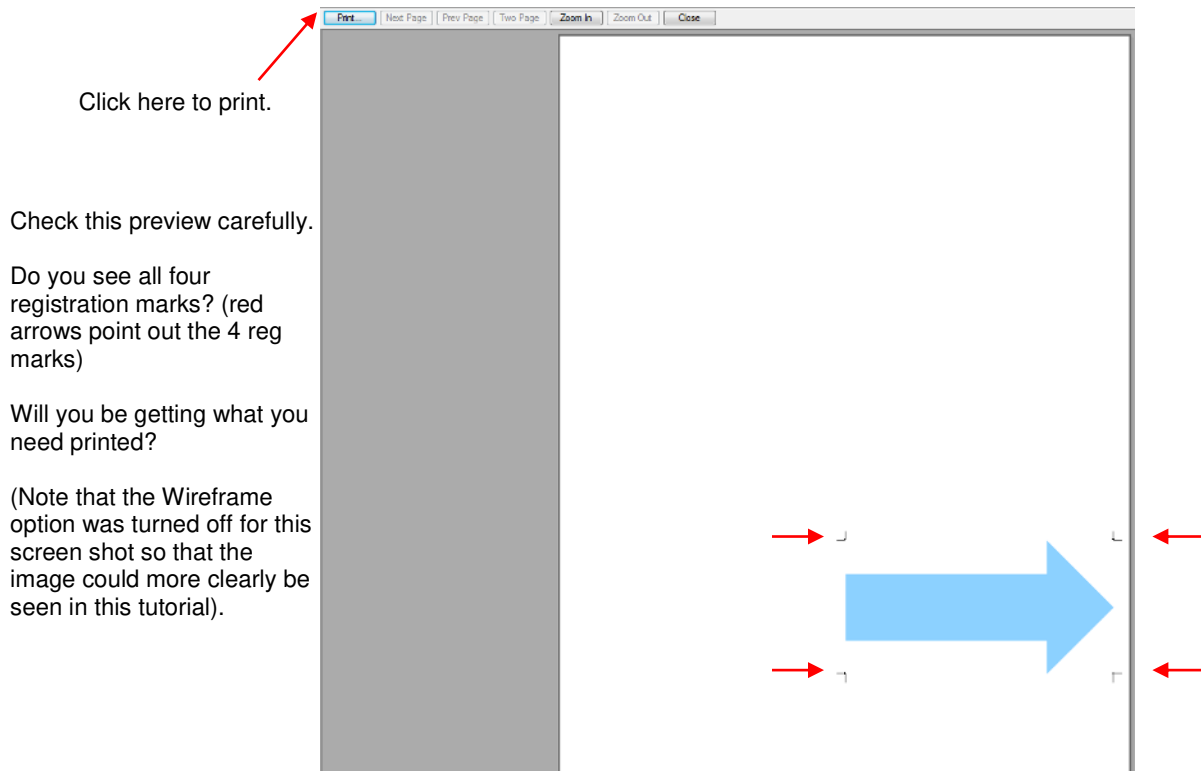 Print... Next Page Prev Page Two Page Zoom In Zoom Out Close
Click here to print.
Check this preview carefully.
Do you see all four
registration marks? (red
arrows point out the 4 reg
marks)
Will you be getting what you
need printed?
(Note that the Wireframe
option was turned off for this
screen shot so that the
image could more clearly be
seen in this tutorial).